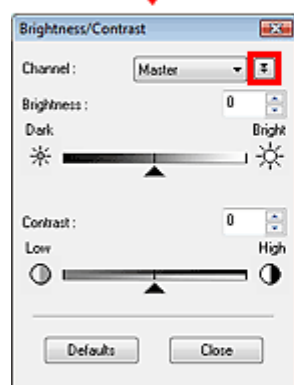 Brightness/Contrast
Channel: Master
Brightness: 0
Dark Bright
Contrast: 0
Low High
Defaults Close